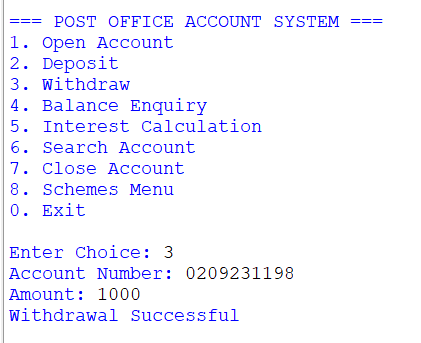 === POST OFFICE ACCOUNT SYSTEM ===
1. Open Account
2. Deposit
3. Withdraw
4. Balance Enquiry
5. Interest Calculation
6. Search Account
7. Close Account
8. Schemes Menu
0. Exit
Enter Choice: 3
Account Number: 0209231198
Amount: 1000
Withdrawal Successful